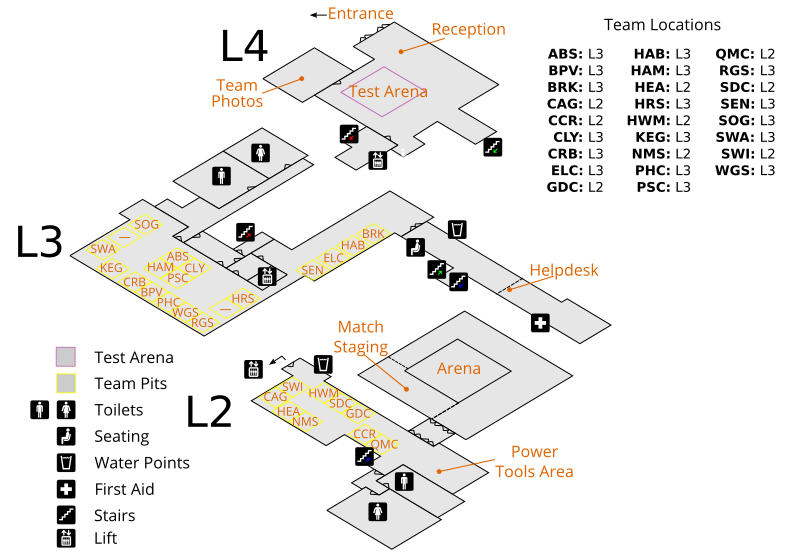 Entrance
Reception
L4
Team
Photos
Test Arena
Team Locations
ABS: L3 HAB: L3 QMC: L2
BPV: L3 HAM: L3 RGS: L3
BRK: L3 HEA: L2 SDC: L2
CAG: L2 HRS: L3 SEN: L3
CCR: L2 HWM: L2 SOG: L3
CLY: L3 KEG: L3 SWA: L3
CRB: L3 NMS: L2 SWI: L2
ELC: L3 PHC: L3 WGS: L3
GDC: L2 PSC: L3
L3
SOG
—
SWA
KEG
ABS
HAM
CLY
PSC
CRB
BPV
PHC
WGS
RGS
HRS
—
SEN
ELC
HAB
BRK
Helpdesk
Match
Staging
Arena
L2
SWI
CAG
HWM
SDC
GDC
HEA
NMS
CCR
QMC
Power
Tools Area
Test Arena
Team Pits
Toilets
Seating
Water Points
First Aid
Stairs
Lift